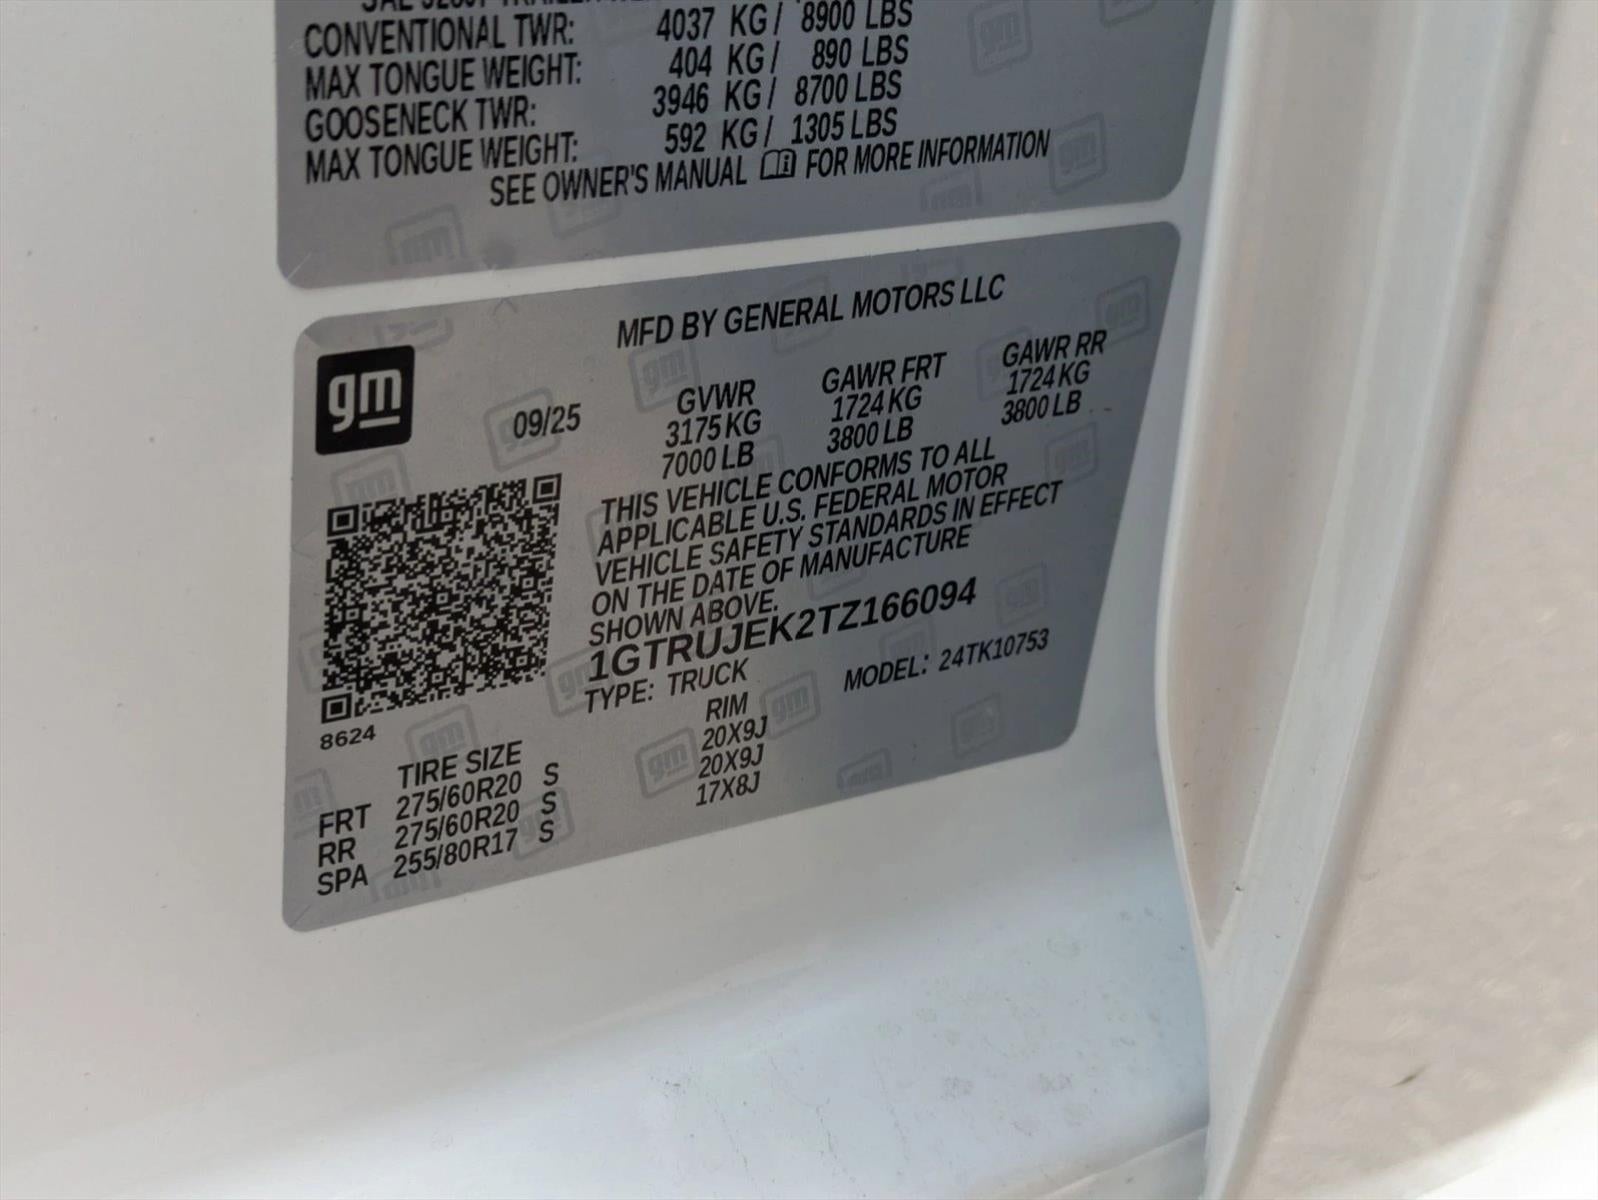 SAE J2807 TRAILER
CONVENTIONAL TWR: 4037 KG / 8900 LBS
MAX TONGUE WEIGHT: 404 KG / 890 LBS
GOOSENECK TWR: 3946 KG / 8700 LBS
MAX TONGUE WEIGHT: 592 KG / 1305 LBS
SEE OWNER'S MANUAL FOR MORE INFORMATION
MFD BY GENERAL MOTORS LLC
gm
09/25
GVWR GAWR FRT GAWR RR
3175 KG 1724 KG 1724 KG
7000 LB 3800 LB 3800 LB
THIS VEHICLE CONFORMS TO ALL
APPLICABLE U.S. FEDERAL MOTOR
VEHICLE SAFETY STANDARDS IN EFFECT
ON THE DATE OF MANUFACTURE
SHOWN ABOVE.
1GTRUJEK2TZ166094
TYPE: TRUCK MODEL: 24TK10753
8624
TIRE SIZE RIM
FRT 275/60R20 S 20X9J
RR 275/60R20 S 20X9J
SPA 255/80R17 S 17X8J